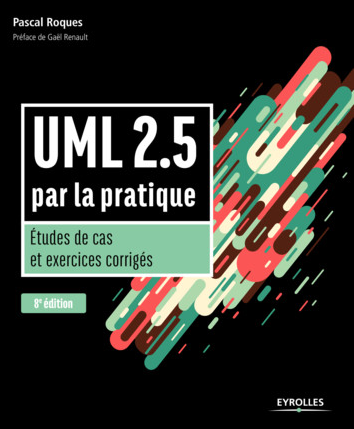 Pascal Roques
Préface de Gaël Renault
UML 2.5
par la pratique
Études de cas
et exercices corrigés
8e édition
EYROLLES